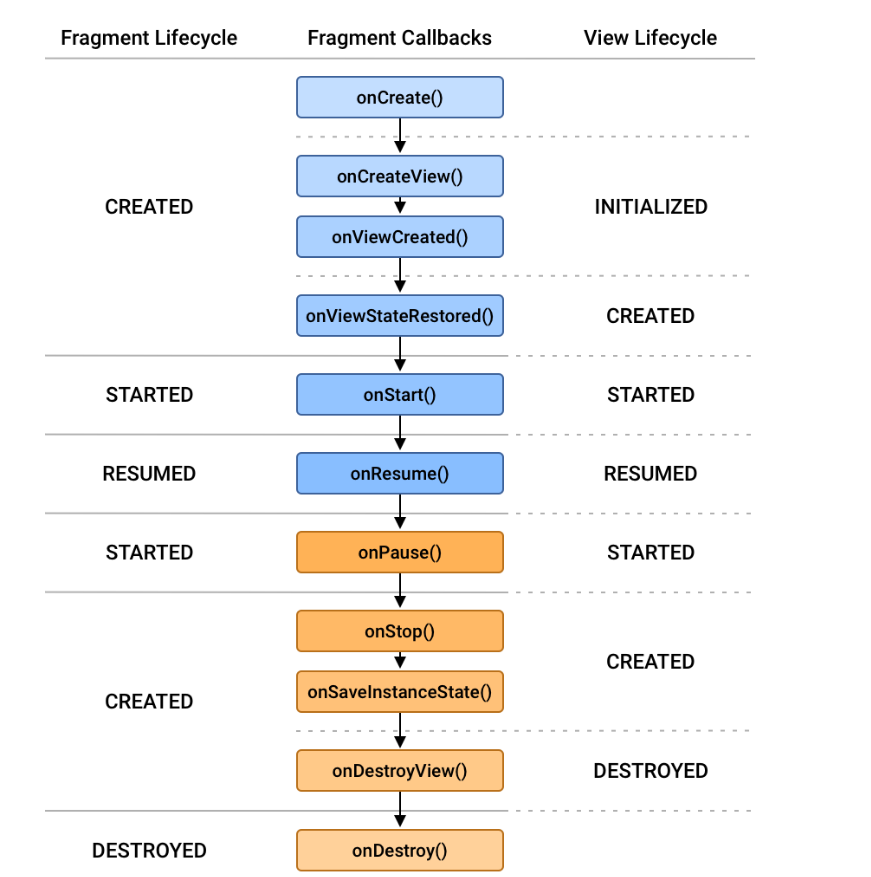 Fragment Lifecycle Fragment Callbacks View Lifecycle
onCreate()
onCreateView()
CREATED INITIALIZED
onViewCreated()
onViewStateRestored() CREATED
STARTED onStart() STARTED
RESUMED onResume() RESUMED
STARTED onPause() STARTED
onStop()
CREATED
onSaveInstanceState()
CREATED
onDestroyView() DESTROYED
DESTROYED onDestroy()